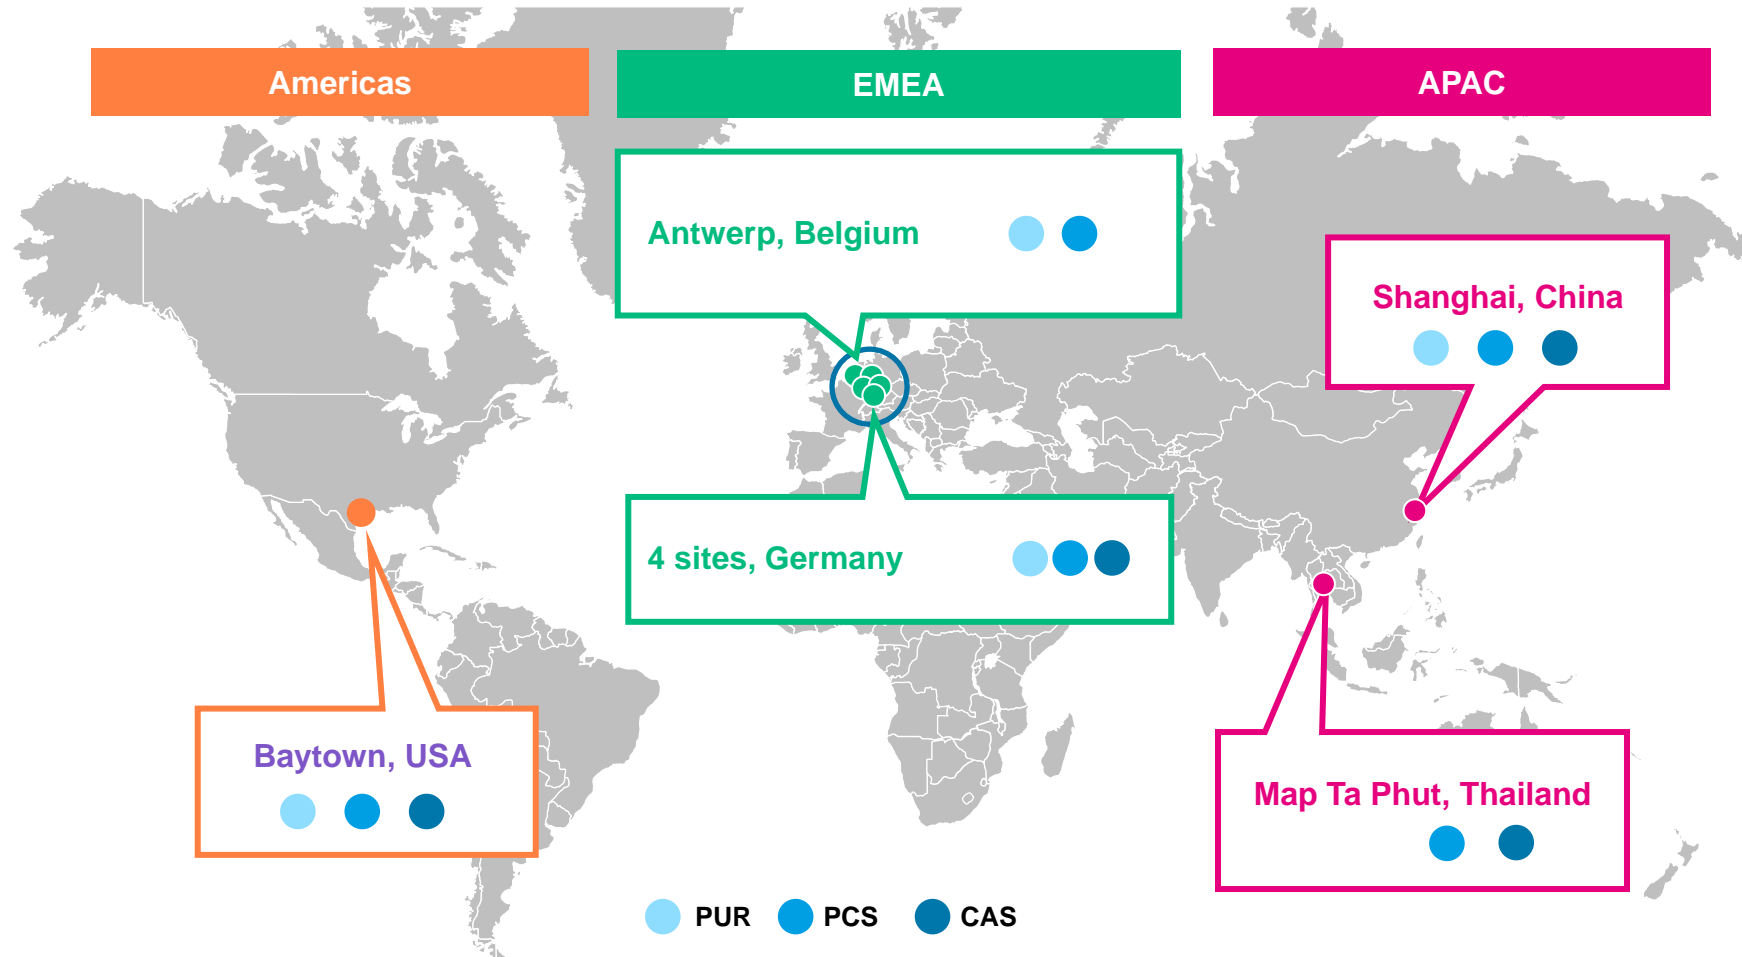 Americas
EMEA
APAC
Antwerp, Belgium
Shanghai, China
4 sites, Germany
Baytown, USA
Map Ta Phut, Thailand
PUR
PCS
CAS